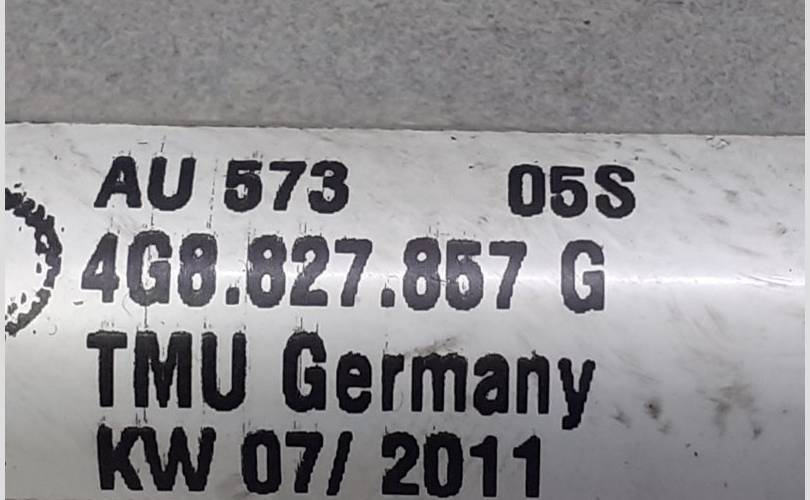 AU 573 05S
4G8.827.857 G
TMU Germany
KW 07/ 2011